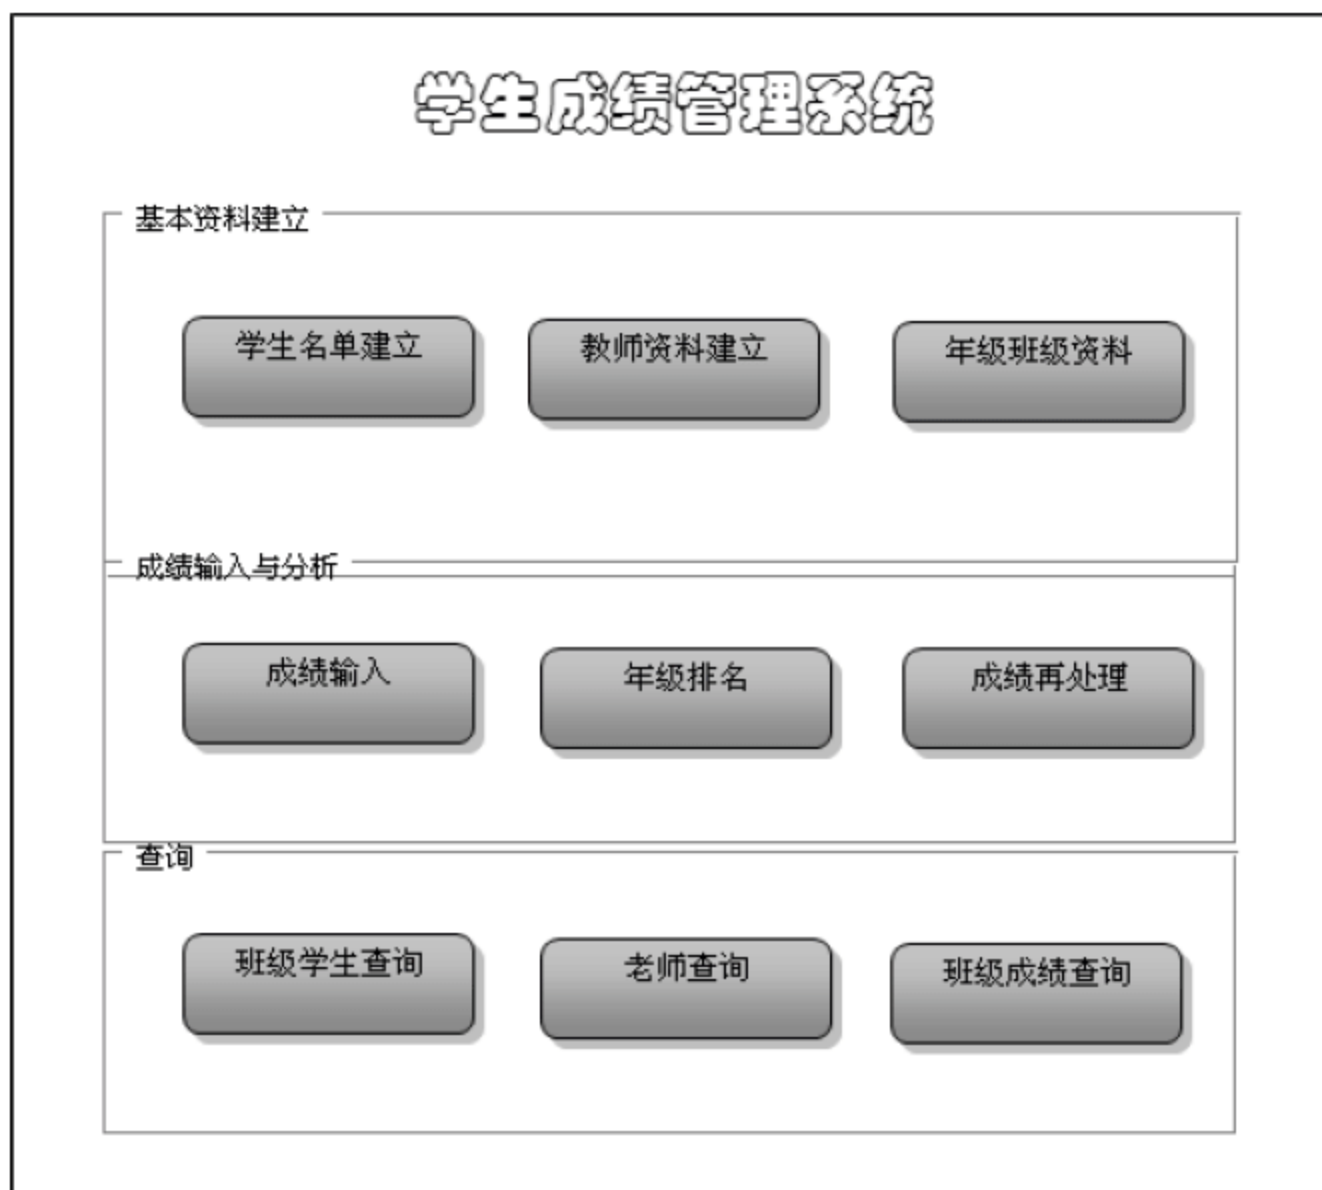 学生成绩管理系统
基本资料建立
学生名单建立
教师资料建立
年级班级资料
成绩输入与分析
成绩输入
年级排名
成绩再处理
查询
班级学生查询
老师查询
班级成绩查询